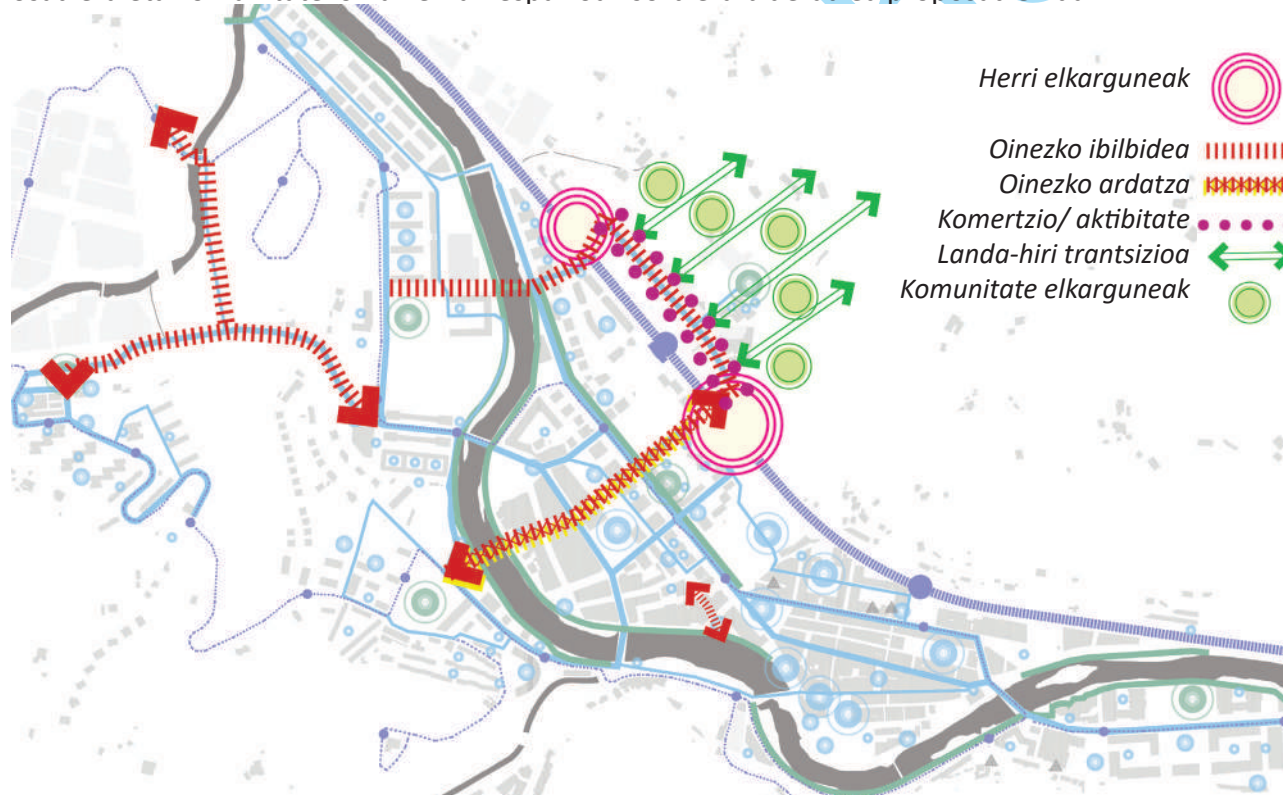 Herri elkarguneak
Oinezko ibilbidea
Oinezko ardatza
Komertzio/ aktibitate
Landa-hiri trantsizioa
Komunitate elkarguneak